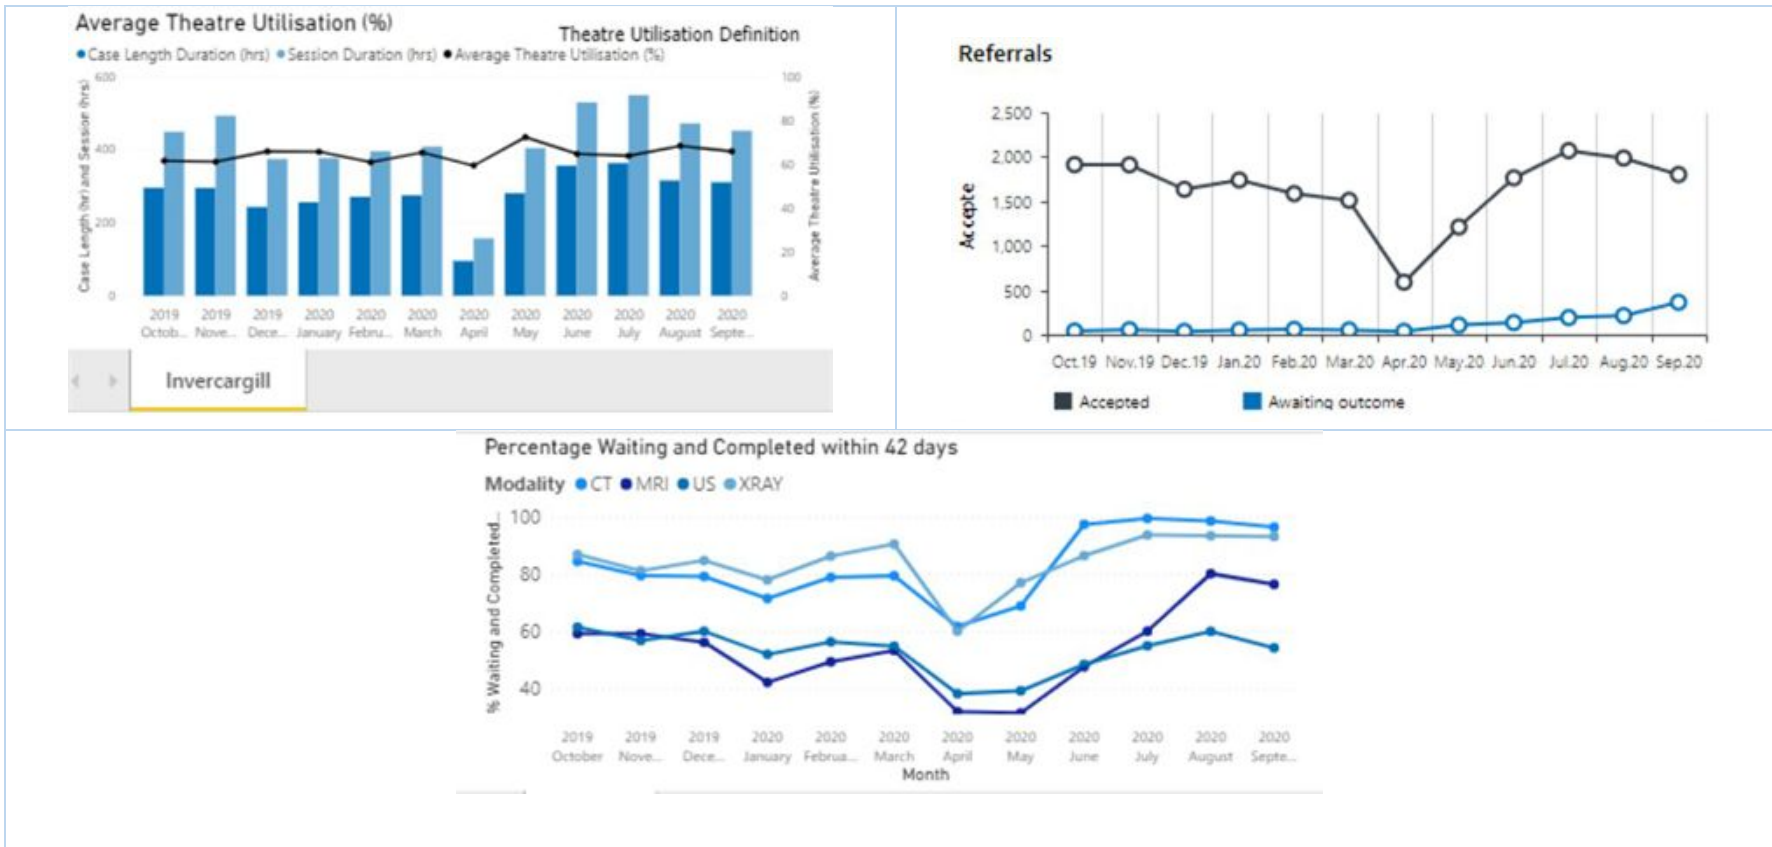 Average Theatre Utilisation (%)
Theatre Utilisation Definition
Case Length Duration (hrs) Session Duration (hrs) Average Theatre Utilisation (%)
Case Length (hr) and Session (hrs)
600
400
200
0
100
80
60
40
20
0
Average Theatre Utilisation (%)
2019 2019 2019 2020 2020 2020 2020 2020 2020 2020 2020 2020
Octob... Nove... Dece... January Febru... March April May June July August Septe...
Invercargill
Referrals
Accepte
2,500
2,000
1,500
1,000
500
0
Oct.19 Nov.19 Dec.19 Jan.20 Feb.20 Mar.20 Apr.20 May.20 Jun.20 Jul.20 Aug.20 Sep.20
Accepted Awaiting outcome
Percentage Waiting and Completed within 42 days
Modality CT MRI US XRAY
% Waiting and Completed...
100
80
60
40
2019 2019 2019 2020 2020 2020 2020 2020 2020 2020 2020 2020
October Nove... Dece... January Februa... March April May June July August Septe...
Month